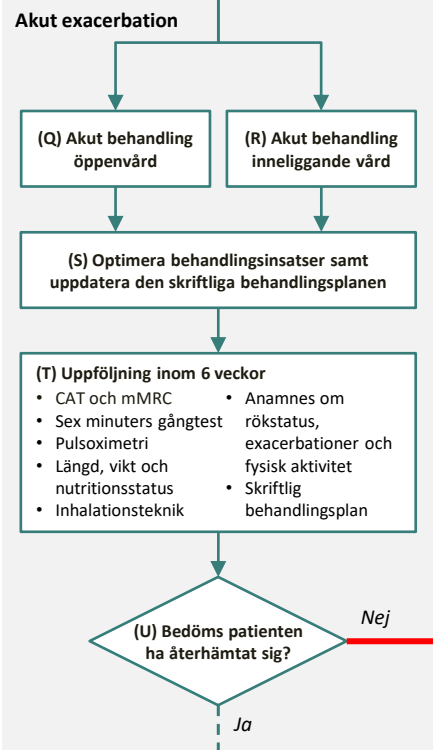 Akut exacerbation
(Q) Akut behandling
öppenvård
(R) Akut behandling
inneliggande vård
(S) Optimera behandlingsinsatser samt
uppdatera den skriftliga behandlingsplanen
(T) Uppföljning inom 6 veckor
• CAT och mMRC
• Sex minuters gångtest
• Pulsoximetri
• Längd, vikt och
nutritionsstatus
• Inhalationsteknik
• Anamnes om
rökstatus,
exacerbationer och
fysisk aktivitet
• Skriftlig
behandlingsplan
(U) Bedöms patienten
ha återhämtat sig?
Nej
Ja